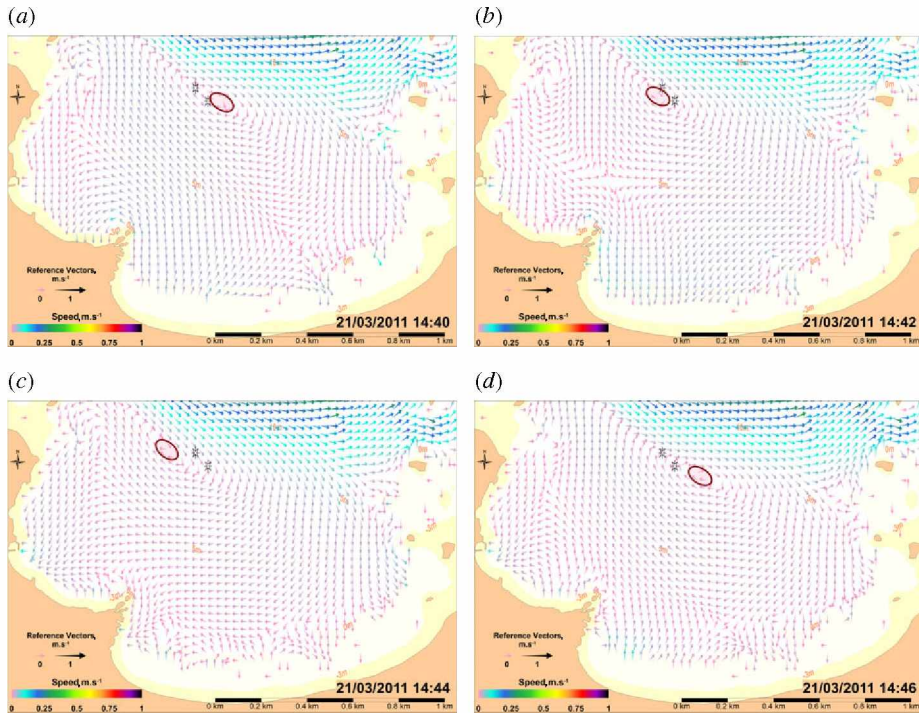 (a)
Reference Vectors,
m.s⁻¹
0 1
Speed,m.s⁻¹
0 0.25 0.5 0.75 1
21/03/2011 14:40
0 km 0.2 km 0.4 km 0.6 km 0.8 km 1 km
(b)
Reference Vectors,
m.s⁻¹
0 1
Speed,m.s⁻¹
0 0.25 0.5 0.75 1
21/03/2011 14:42
0 km 0.2 km 0.4 km 0.6 km 0.8 km 1 km
(c)
Reference Vectors,
m.s⁻¹
0 1
Speed,m.s⁻¹
0 0.25 0.5 0.75 1
21/03/2011 14:44
0 km 0.2 km 0.4 km 0.6 km 0.8 km 1 km
(d)
Reference Vectors,
m.s⁻¹
0 1
Speed,m.s⁻¹
0 0.25 0.5 0.75 1
21/03/2011 14:46
0 km 0.2 km 0.4 km 0.6 km 0.8 km 1 km